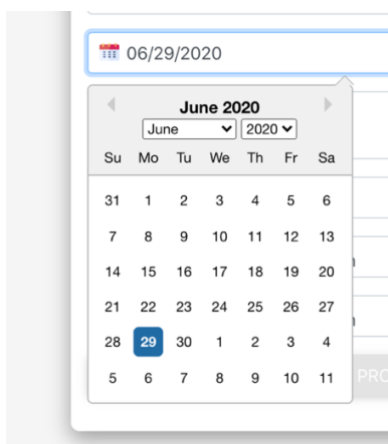 06/29/2020
June 2020
June 2020
Su Mo Tu We Th Fr Sa
31 1 2 3 4 5 6
7 8 9 10 11 12 13
14 15 16 17 18 19 20
21 22 23 24 25 26 27
28 29 30 1 2 3 4
5 6 7 8 9 10 11
PRO